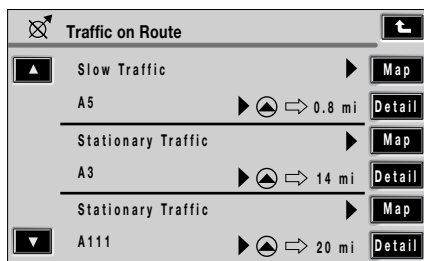 Traffic on Route
Slow Traffic Map
A5 0.8 mi Detail
Stationary Traffic Map
A3 14 mi Detail
Stationary Traffic Map
A111 20 mi Detail